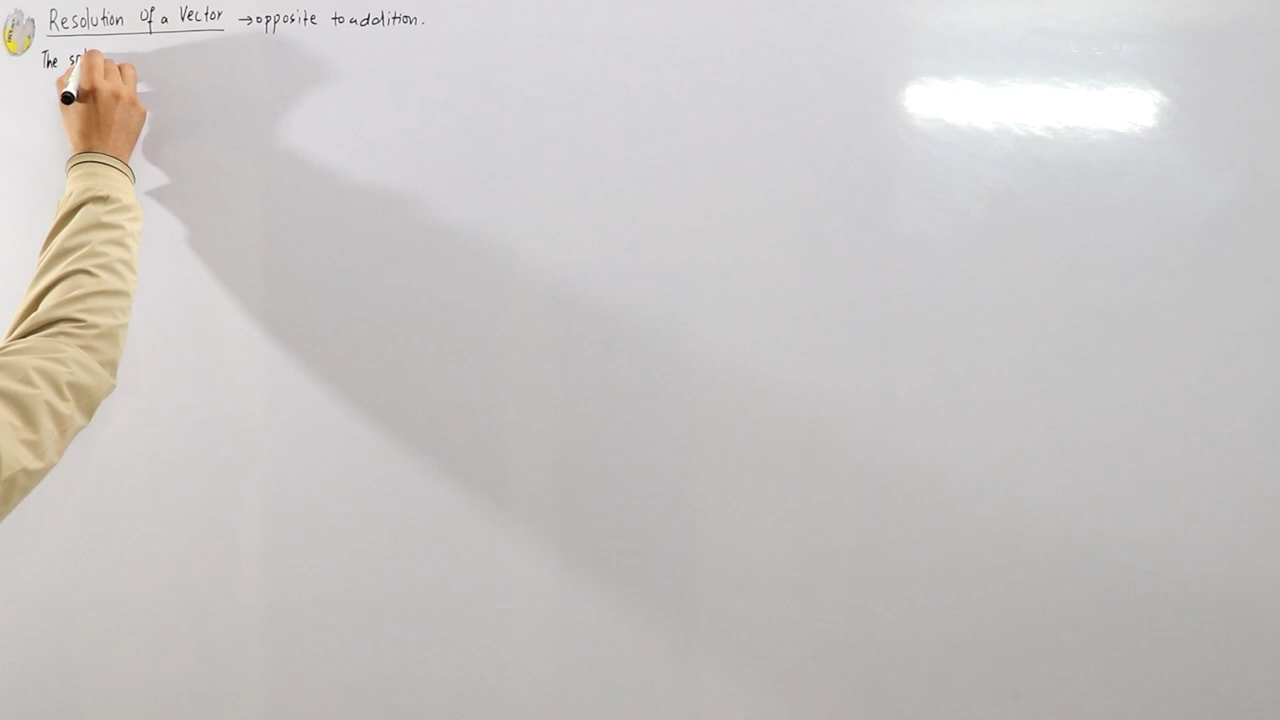 Resolution of a Vector → opposite to addition.
The